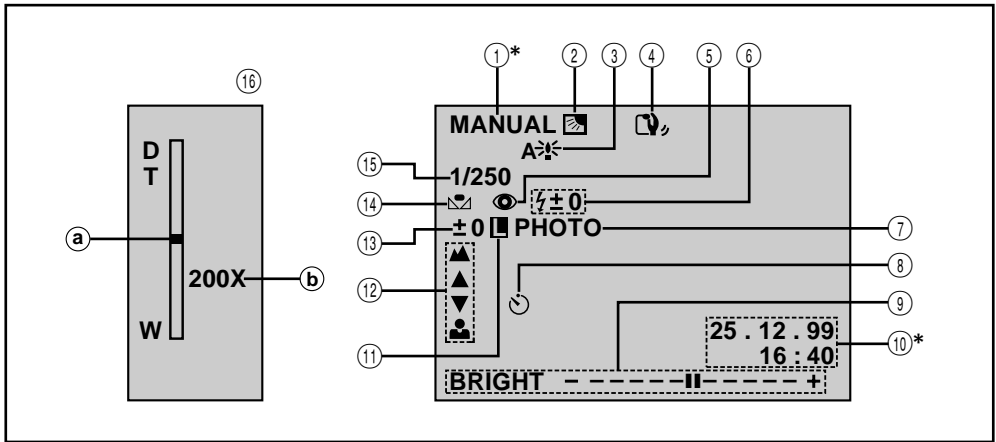 ①* ② ③ ④ ⑤ ⑥
⑯
D
T
W
ⓐ
200X ⓑ
MANUAL
A
⑮ 1/250
⑭ ± 0
⑬ ± 0 L PHOTO ⑦
⑫ ⑧
⑨
25 . 12 . 99
16 : 40 ⑩*
⑪
BRIGHT - - - - - - - - - - - - - +